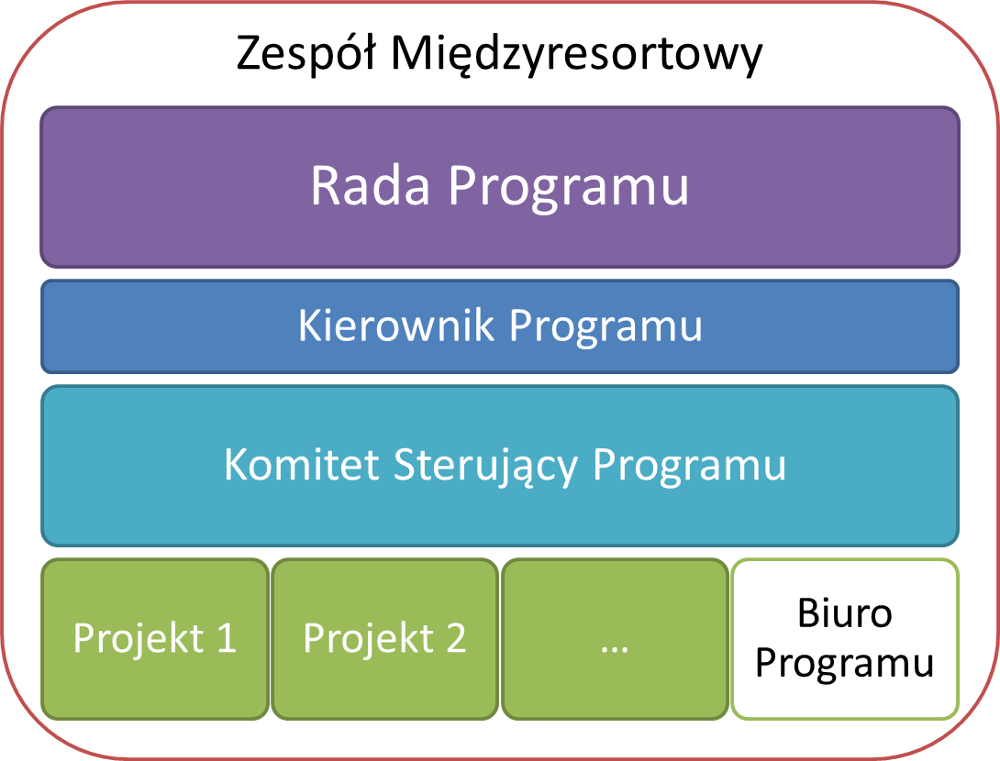 Zespół Międzyresortowy
Rada Programu
Kierownik Programu
Komitet Sterujący Programu
Projekt 1
Projekt 2
...
Biuro
Programu